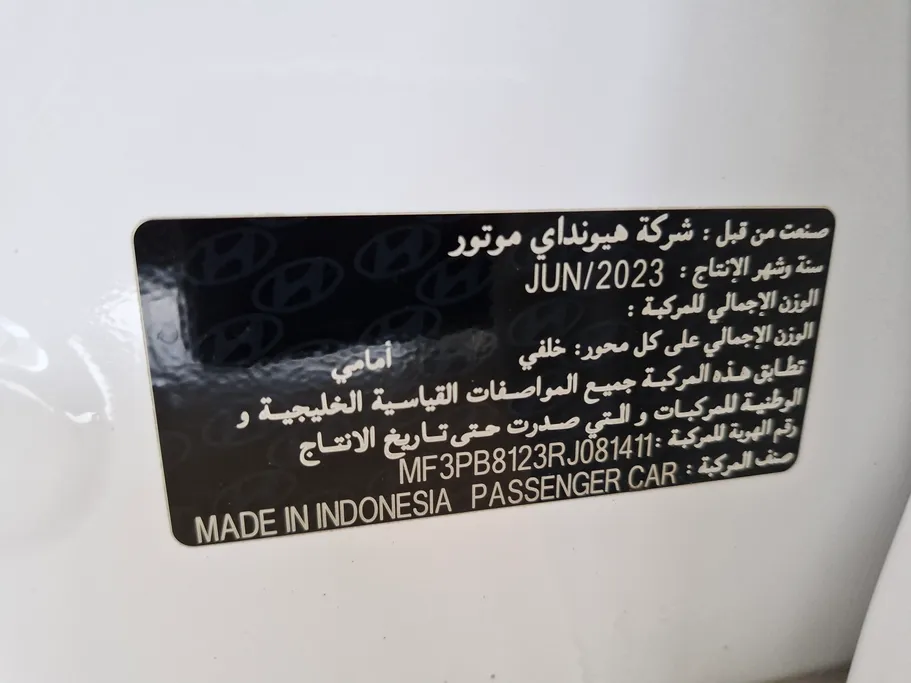 صنعت من قبل : شركة هيونداي موتور
سنة وشهر الإنتاج : JUN/2023
الوزن الإجمالي للمركبة :
الوزن الإجمالي على كل محور: خلفي أمامي
تطابق هذه المركبة جميع المواصفات القياسية الخليجية و
الوطنية للمركبات و التي صدرت حتى تاريخ الانتاج
رقم الهوية للمركبة : MF3PB8123RJ081411
صنف المركبة : PASSENGER CAR MADE IN INDONESIA